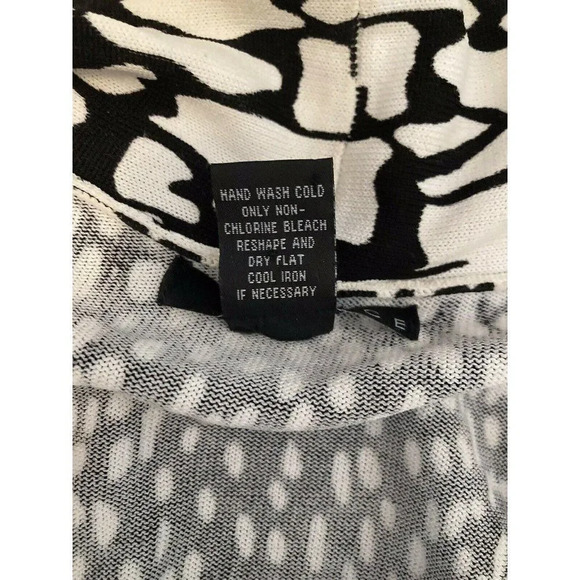 HAND WASH COLD
ONLY NON-
CHLORINE BLEACH
RESHAPE AND
DRY FLAT
COOL IRON
IF NECESSARY
C E